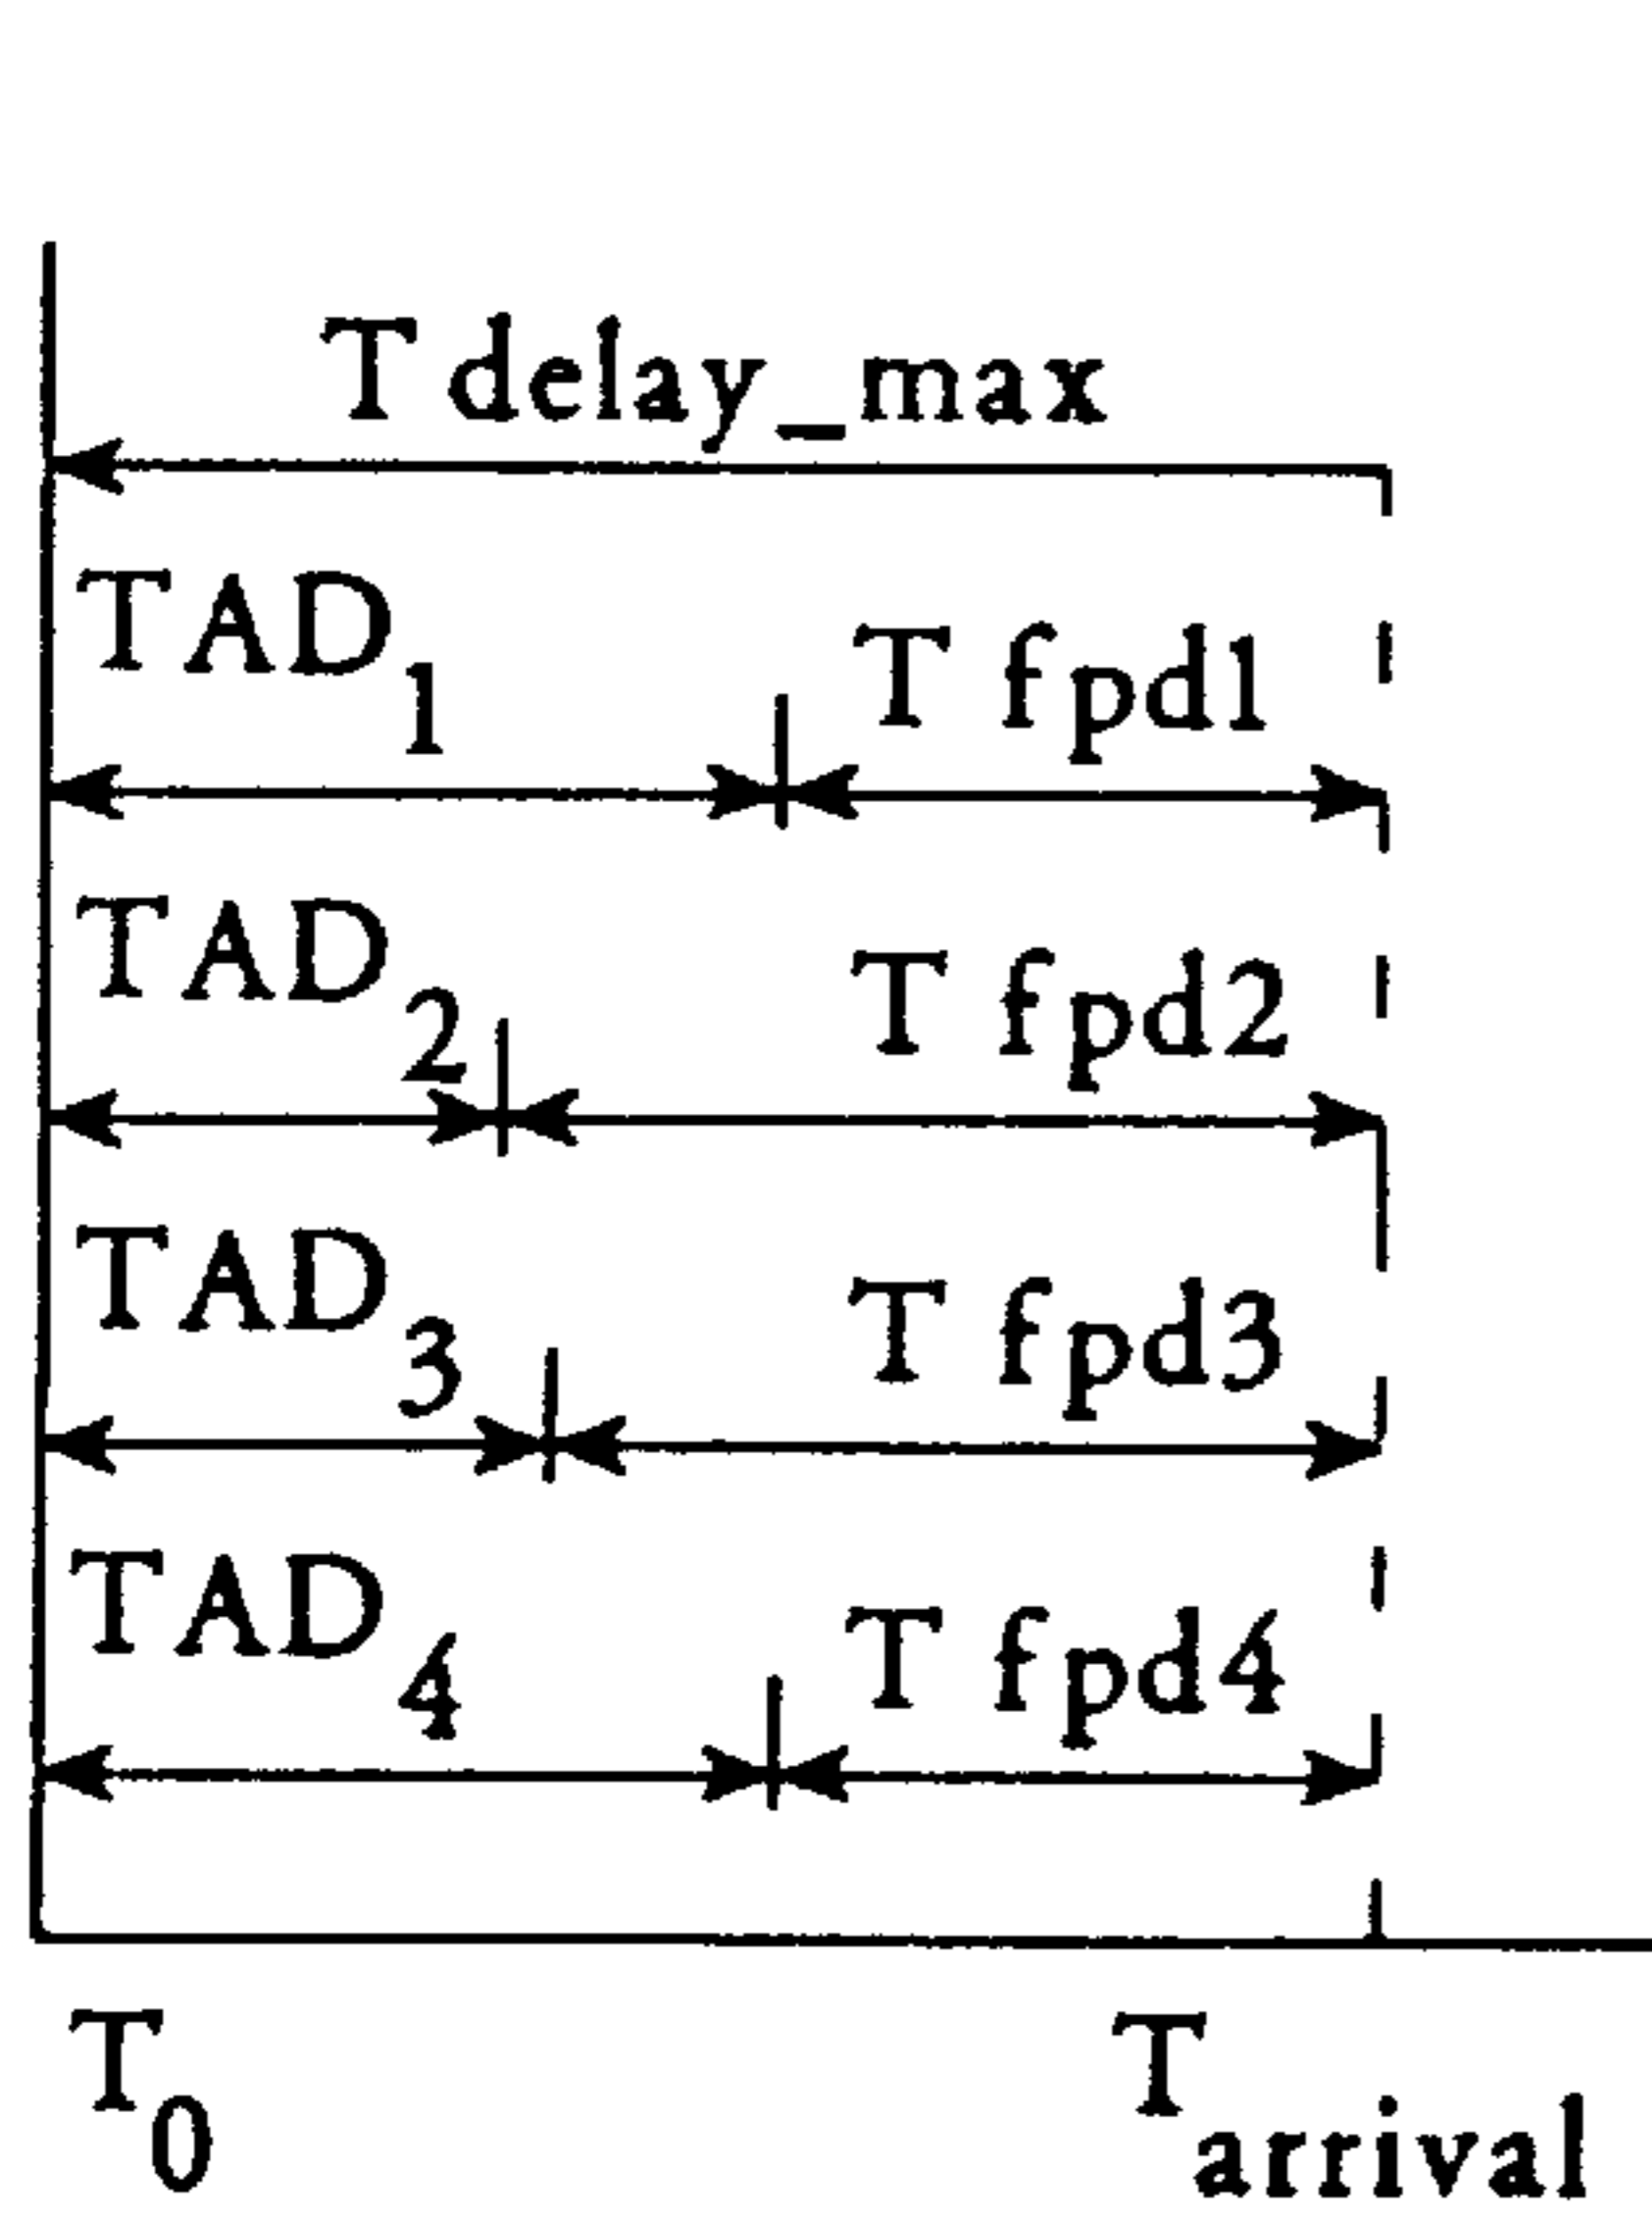 T delay_max
TAD1 T fpd1
TAD2 T fpd2
TAD3 T fpd3
TAD4 T fpd4
T0 Tarrival